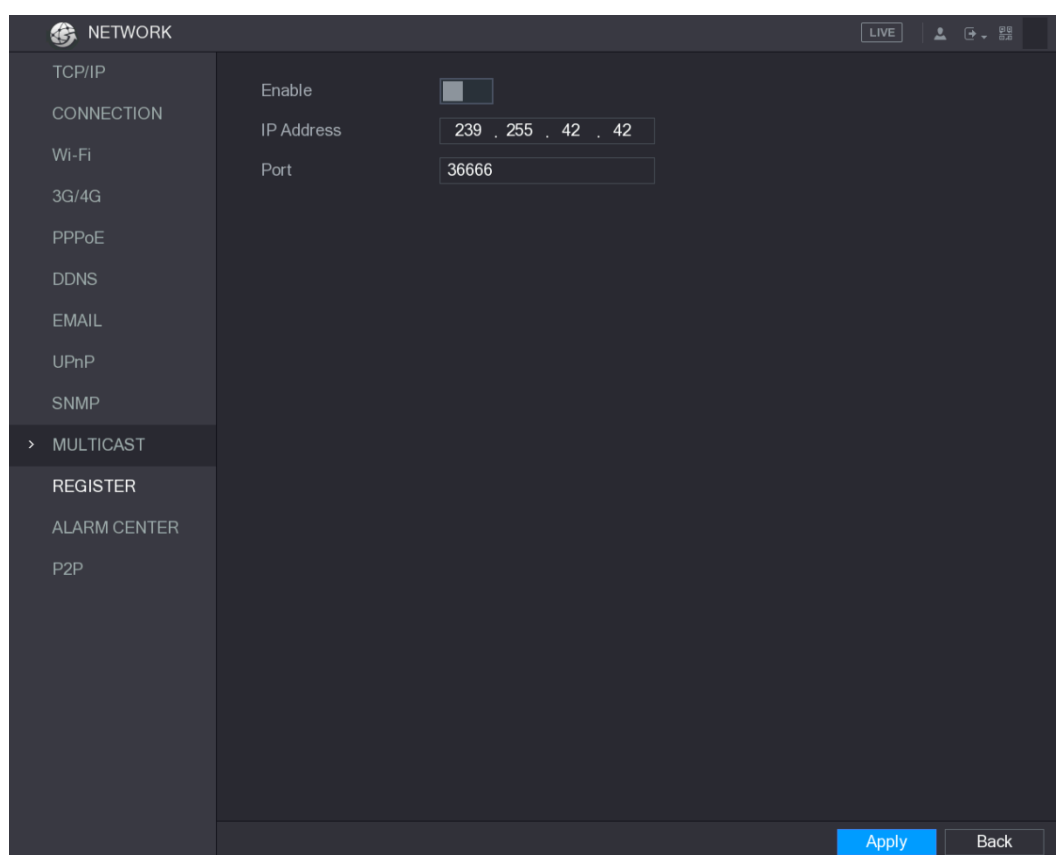 NETWORK
LIVE
TCP/IP
CONNECTION
Wi-Fi
3G/4G
PPPoE
DDNS
EMAIL
UPnP
SNMP
> MULTICAST
REGISTER
ALARM CENTER
P2P
Enable
IP Address 239 . 255 . 42 . 42
Port 36666
Apply Back